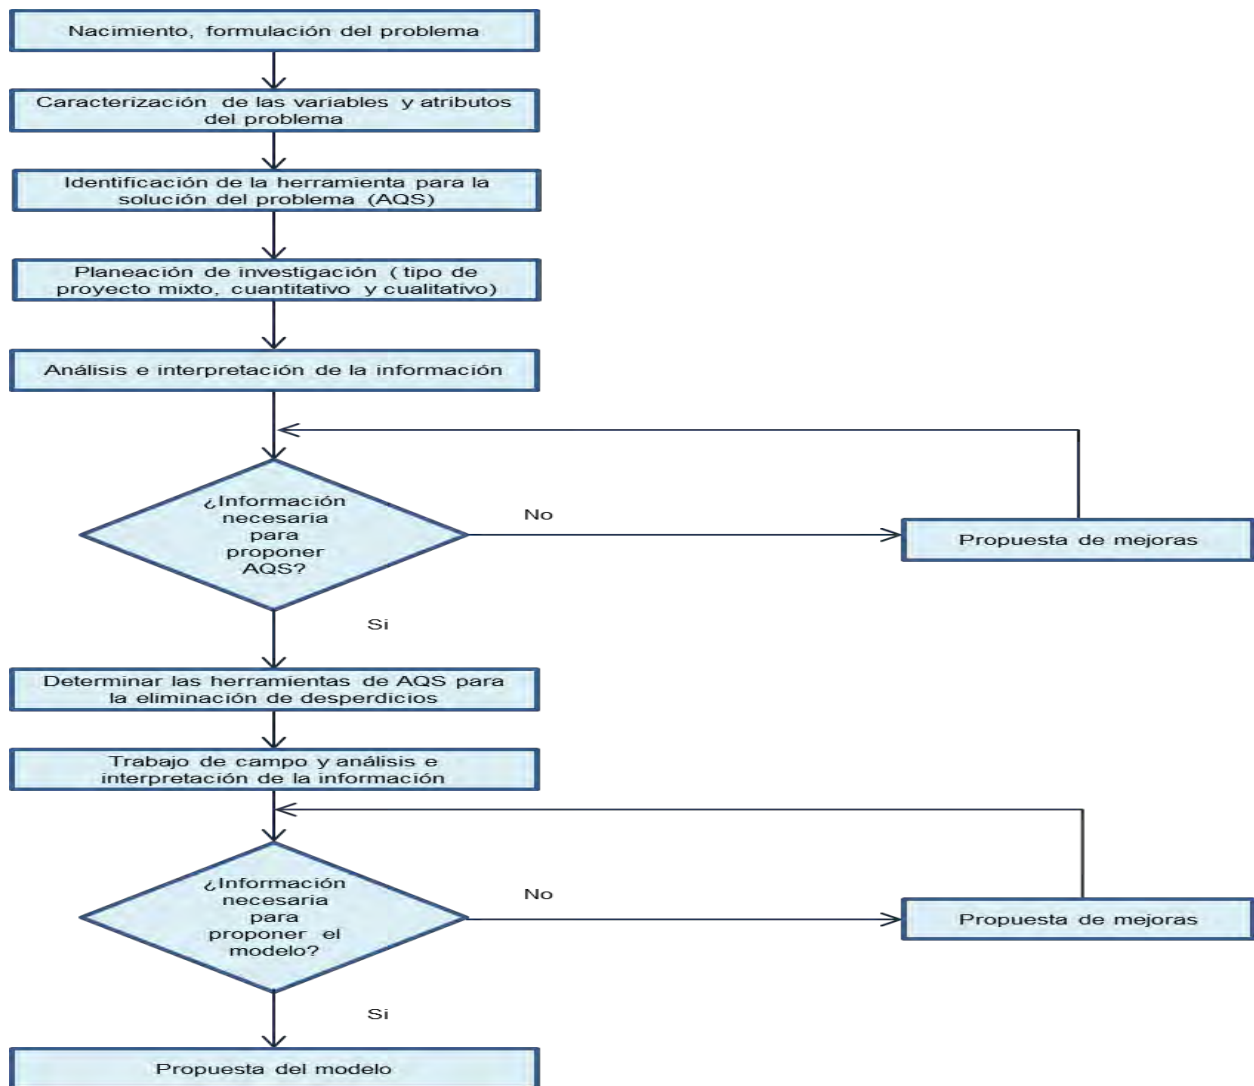 Nacimiento, formulación del problema
Caracterización de las variables y atributos
del problema
Identificación de la herramienta para la
solución del problema (AQS)
Planeación de investigación ( tipo de
proyecto mixto, cuantitativo y cualitativo)
Análisis e interpretación de la información
¿Información
necesaria
para
proponer
AQS?
No
Propuesta de mejoras
Si
Determinar las herramientas de AQS para
la eliminación de desperdicios
Trabajo de campo y análisis e
interpretación de la información
¿Información
necesaria
para
proponer el
modelo?
No
Propuesta de mejoras
Si
Propuesta del modelo